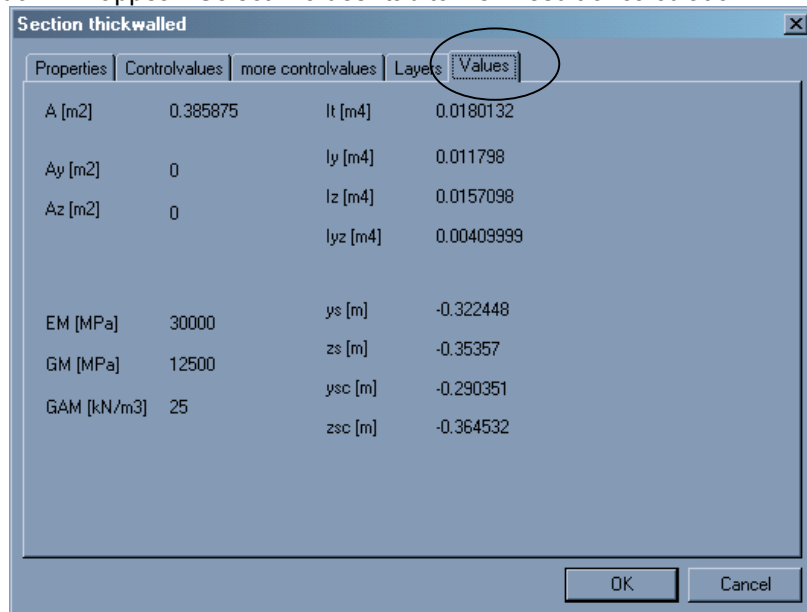 Section thickwalled
Properties Controlvalues more controlvalues Layers Values
A [m2] 0.385875 It [m4] 0.0180132
Ay [m2] 0 Iy [m4] 0.011798
Az [m2] 0 Iz [m4] 0.0157098
Iyz [m4] 0.00409999
EM [MPa] 30000 ys [m] -0.322448
GM [MPa] 12500 zs [m] -0.35357
GAM [kN/m3] 25 ysc [m] -0.290351
zsc [m] -0.364532
OK Cancel